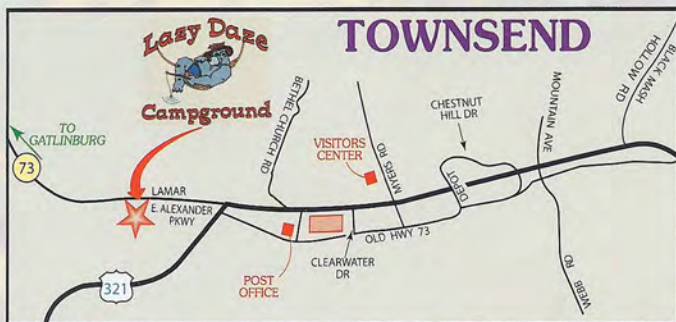 Lazy Daze
Campground
TOWNSEND
TO
GATLINBURG
73
LAMAR
E. ALEXANDER
PKWY
321
BETHEL CHURCH RD
VISITORS
CENTER
MYERS RD
CHESTNUT
HILL DR
DEPOT
MOUNTAIN AVE
BLACK MASH
HOLLOW RD
POST
OFFICE
CLEARWATER
DR
OLD HWY 73
WEBB RD